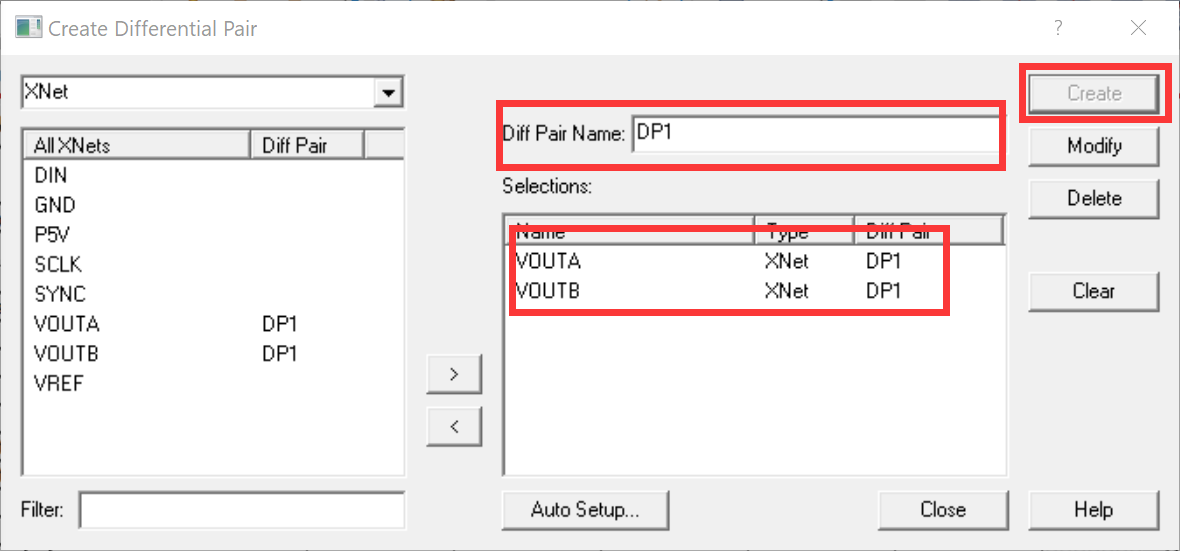 Create Differential Pair ?
XNet
Create
Diff Pair Name: DP1
Modify
All XNets Diff Pair
DIN
GND
P5V
SCLK
SYNC
VOUTA DP1
VOUTB DP1
VREF
Selections:
Delete
Name Type Diff Pair
VOUTA XNet DP1
VOUTB XNet DP1
Clear
>
<
Filter:
Auto Setup...
Close
Help